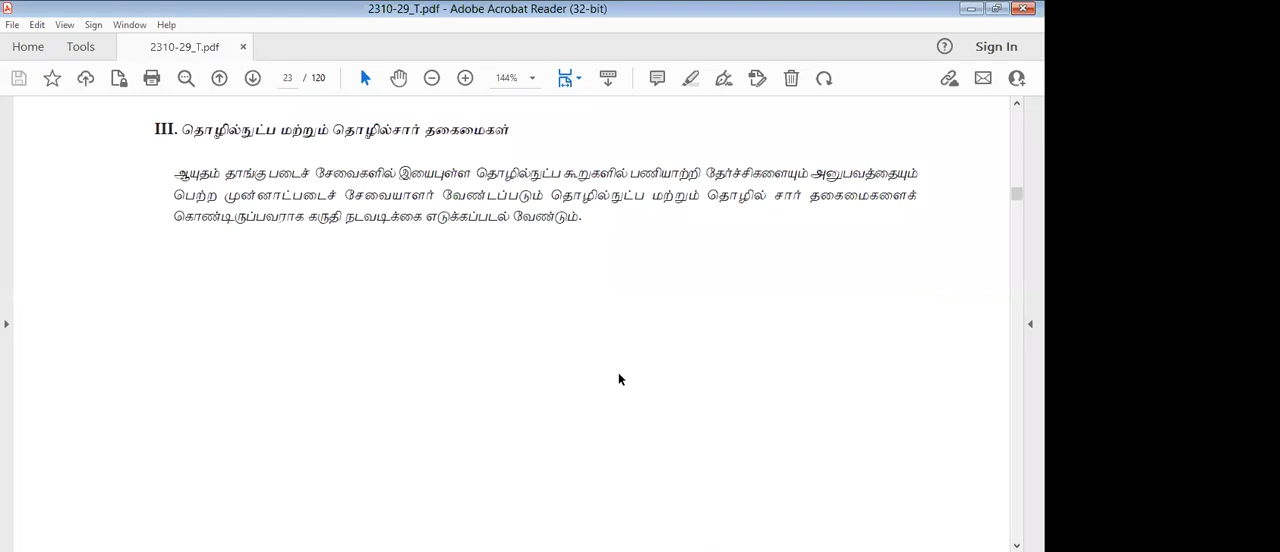 2310-29_T.pdf - Adobe Acrobat Reader (32-bit)
File Edit View Sign Window Help
Home Tools 2310-29_T.pdf × Sign In
23 / 120 144%
III. தொழில்நுட்ப மற்றும் தொழில்சார் தகைமைகள்
ஆயுதம் தாங்கு படைச் சேவைகளில் இயைபுள்ள தொழில்நுட்ப கூறுகளில் பணியாற்றி தேர்ச்சிகளையும் அனுபவத்தையும்
பெற்ற முன்னாட்படைச் சேவையாளர் வேண்டப்படும் தொழில்நுட்ப மற்றும் தொழில் சார் தகைமைகளைக்
கொண்டிருப்பவராக கருதி நடவடிக்கை எடுக்கப்படல் வேண்டும்.